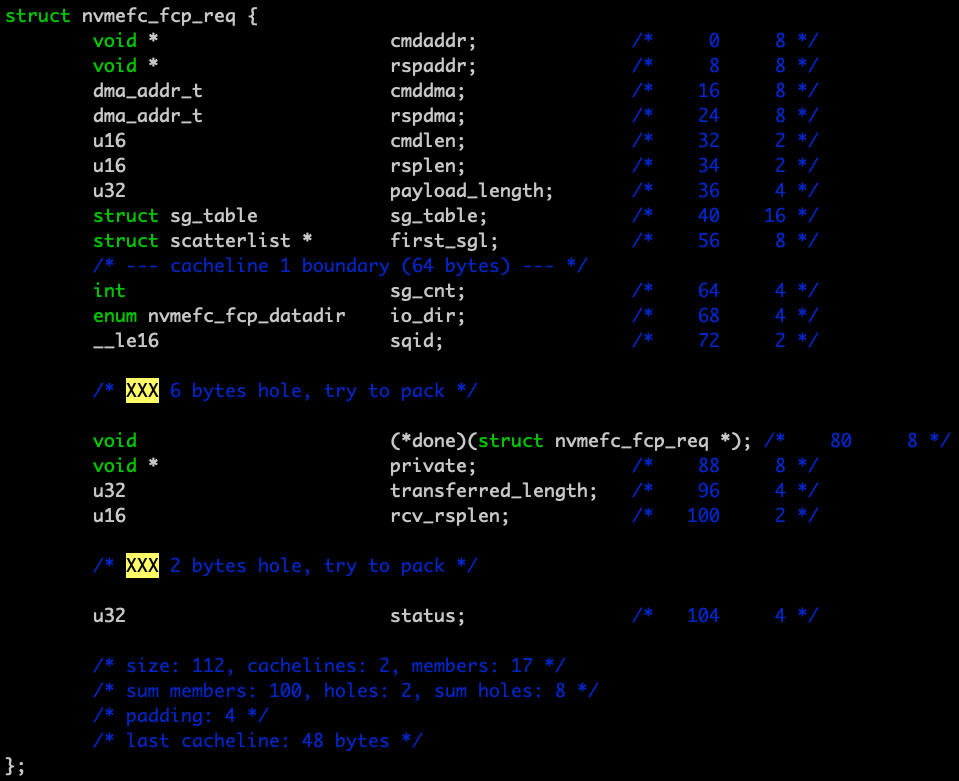 struct nvmefc_fcp_req {
        void *                     cmdaddr;              /*     0     8 */
        void *                     rspaddr;              /*     8     8 */
        dma_addr_t                 cmddma;               /*    16     8 */
        dma_addr_t                 rspdma;               /*    24     8 */
        u16                        cmdlen;               /*    32     2 */
        u16                        rsplen;               /*    34     2 */
        u32                        payload_length;       /*    36     4 */
        struct sg_table            sg_table;             /*    40    16 */
        struct scatterlist *       first_sgl;            /*    56     8 */
        /* --- cacheline 1 boundary (64 bytes) --- */
        int                        sg_cnt;               /*    64     4 */
        enum nvmefc_fcp_datadir    io_dir;               /*    68     4 */
        __le16                     sqid;                 /*    72     2 */

        /* XXX 6 bytes hole, try to pack */

        void                       (*done)(struct nvmefc_fcp_req *); /*    80     8 */
        void *                     private;              /*    88     8 */
        u32                        transferred_length;   /*    96     4 */
        u16                        rcv_rsplen;           /*   100     2 */

        /* XXX 2 bytes hole, try to pack */

        u32                        status;               /*   104     4 */

        /* size: 112, cachelines: 2, members: 17 */
        /* sum members: 100, holes: 2, sum holes: 8 */
        /* padding: 4 */
        /* last cacheline: 48 bytes */
};